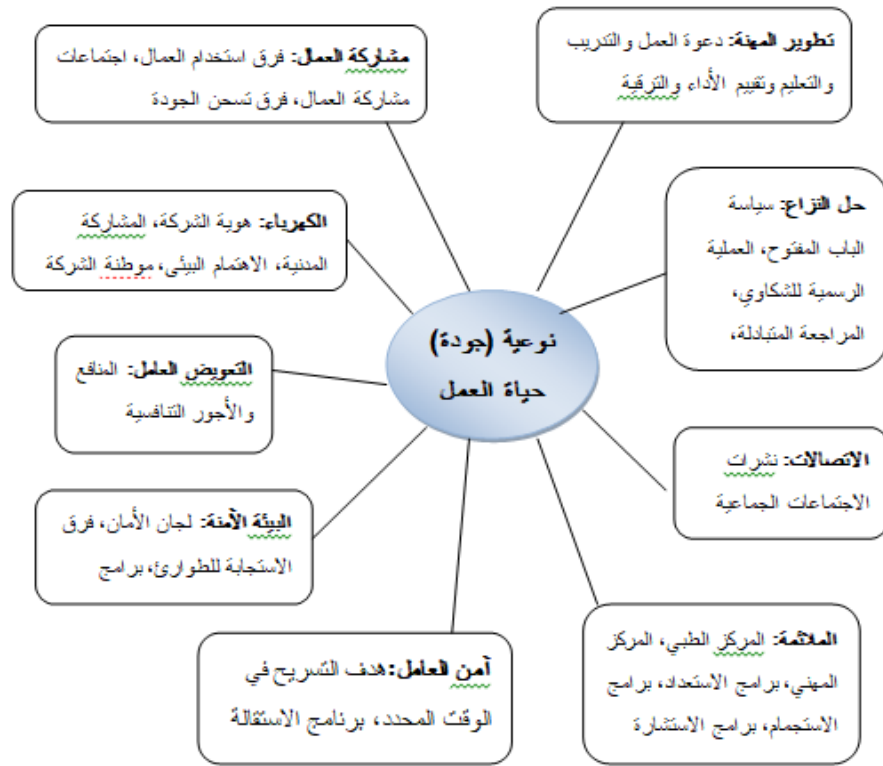 تطوير المهنة: دعوة العمل والتدريب
والتعليم وتقييم الأداء والترقية
مشاركة العمال: فرق استخدام العمال، اجتماعات
مشاركة العمال، فرق تسحن الجودة
حل النزاع: سياسة
الباب المفتوح، العملية
الرسمية للشكاوي،
المراجعة المتبادلة،
الكهرباء: هوية الشركة، المشاركة
المدنية، الاهتمام البيئي، موطنة الشركة
نوعية (جودة)
حياة العمل
التعويض العامل: المنافع
والأجور التنافسية
الاتصالات: نشرات
الاجتماعات الجماعية
البيئة الآمنة: لجان الأمان، فرق
الاستجابة للطوارئ، برامج
الملائمة: المركز الطبي، المركز
المهني، برامج الاستعداد، برامج
الاستجمام، برامج الاستشارة
آمن العامل: هدف التسريح في
الوقت المحدد، برنامج الاستقالة